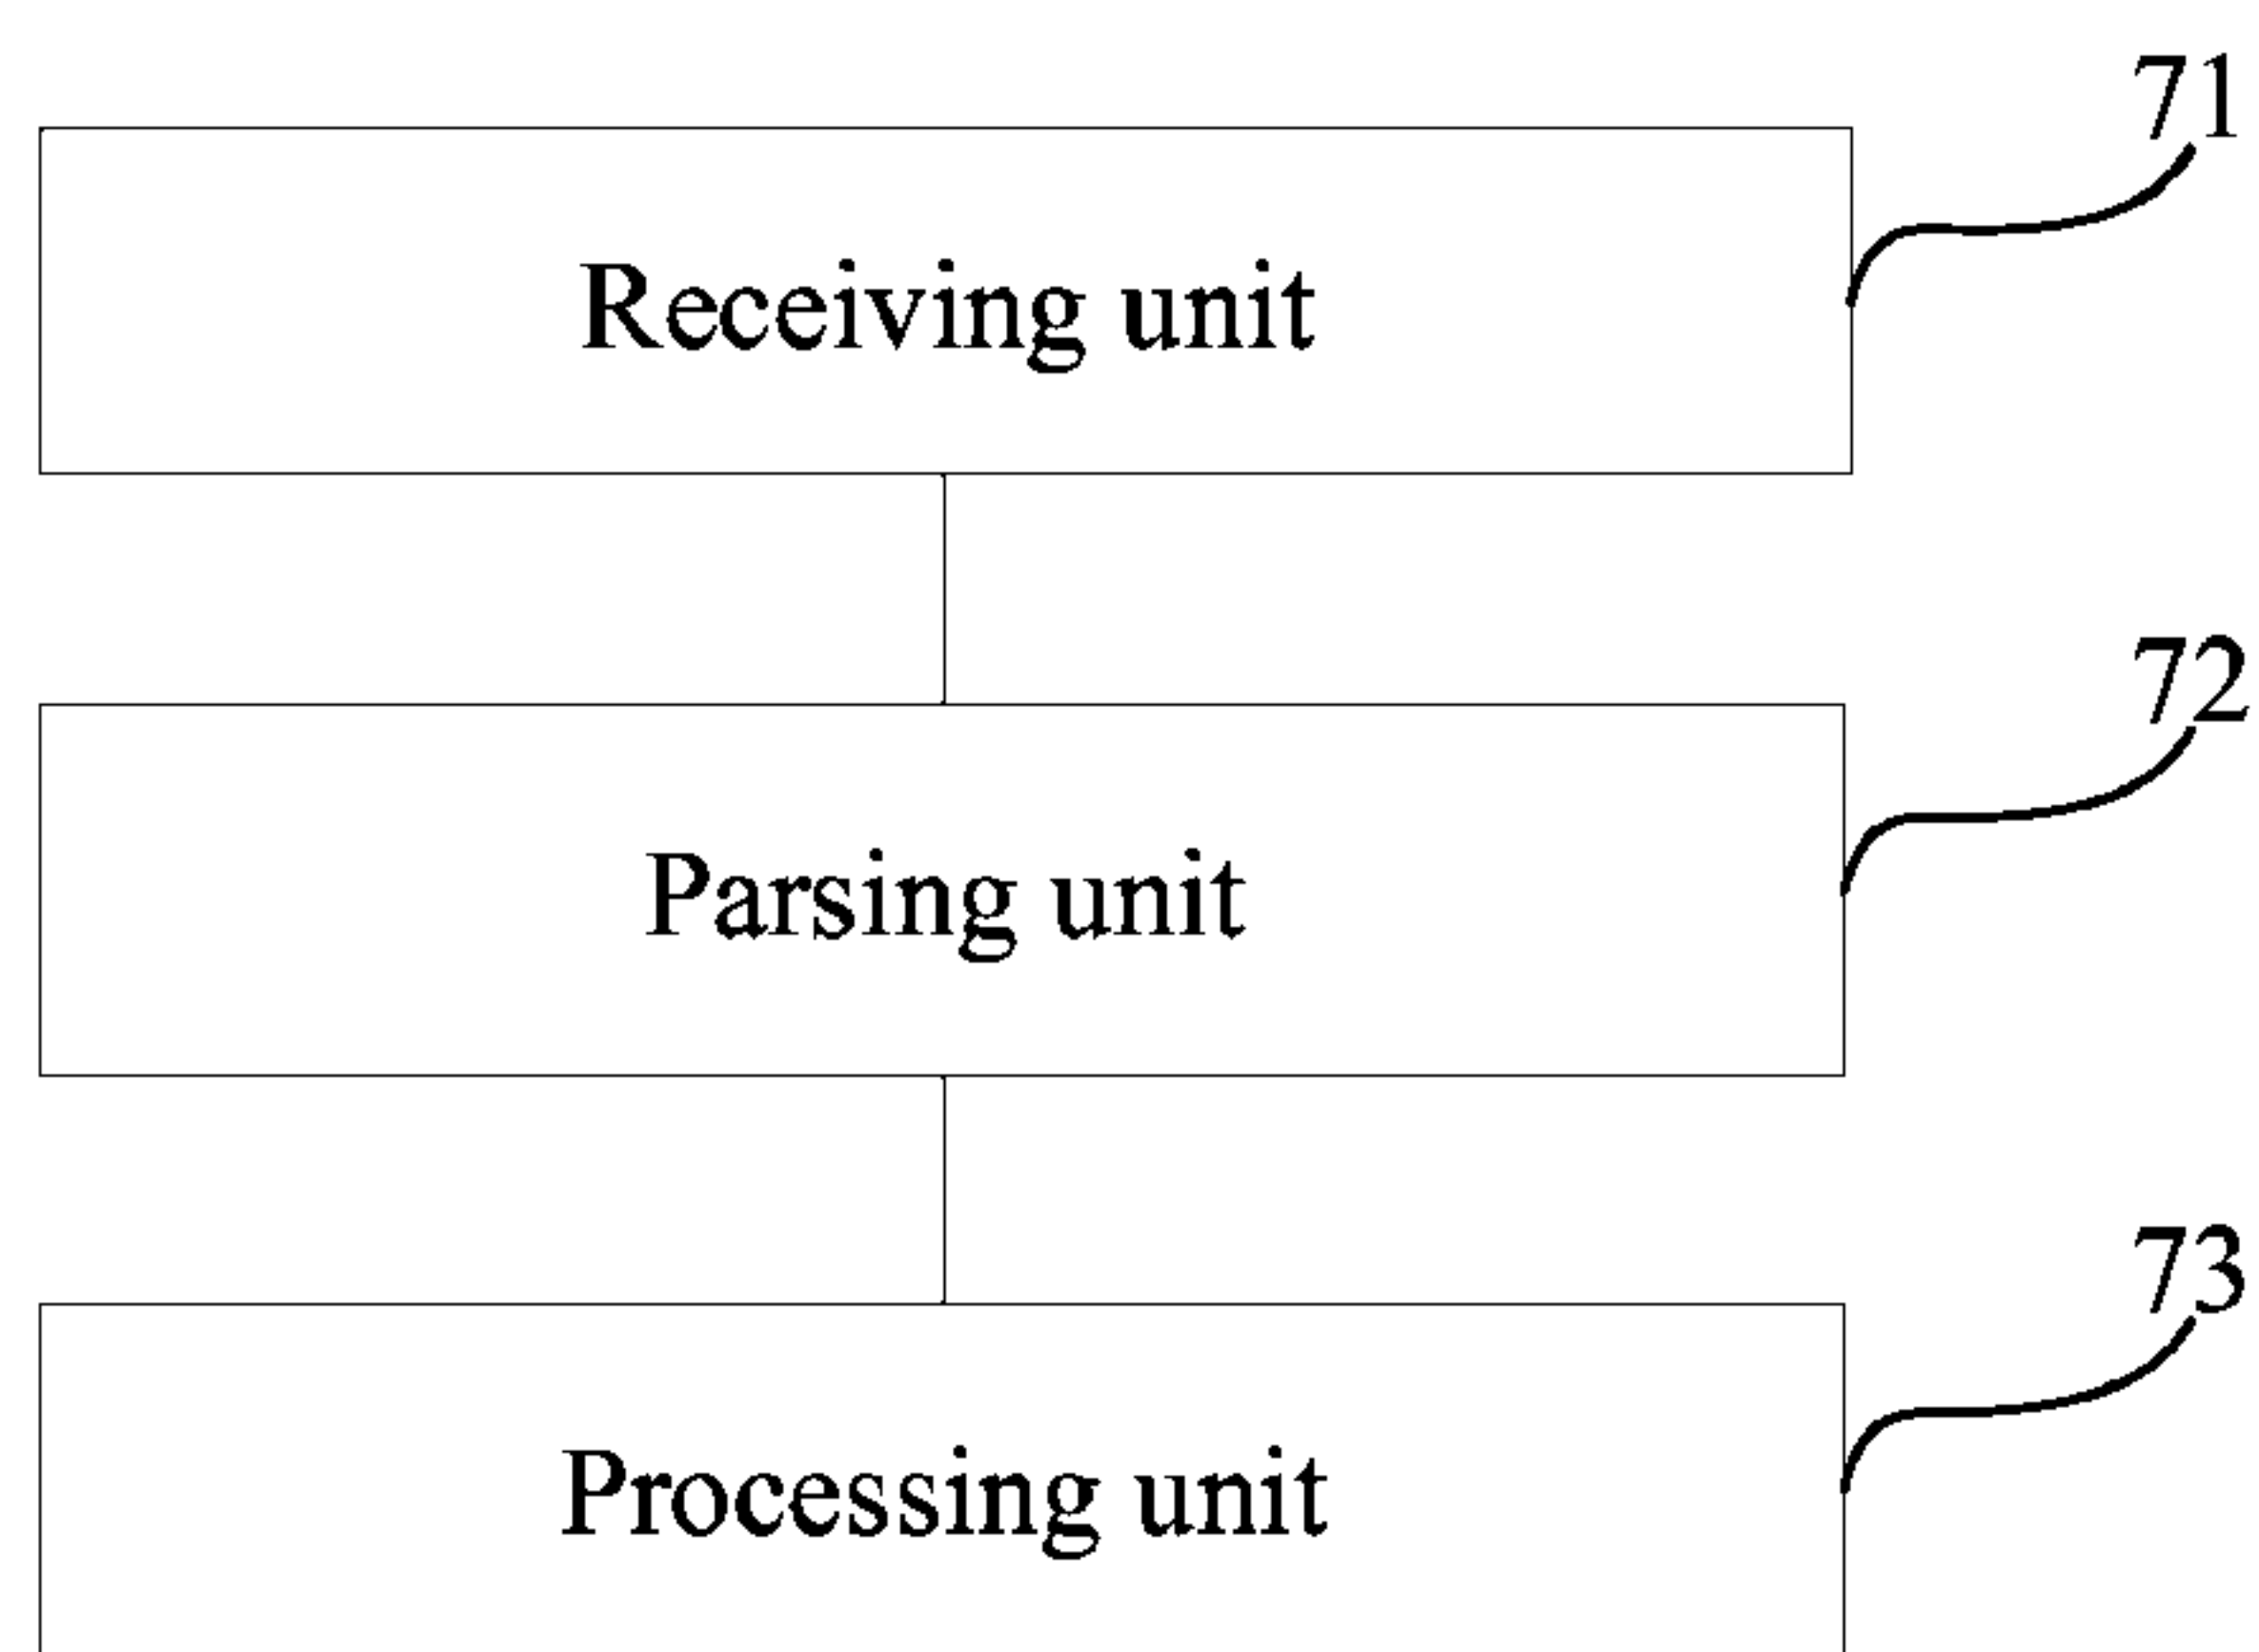 71
Receiving unit
72
Parsing unit
73
Processing unit